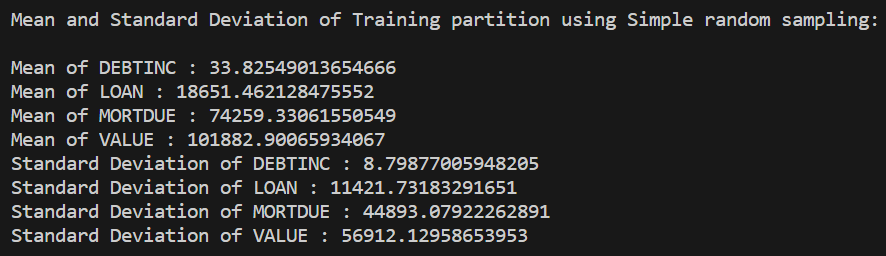 Mean and Standard Deviation of Training partition using Simple random sampling:
Mean of DEBTINC : 33.82549013654666
Mean of LOAN : 18651.462128475552
Mean of MORTDUE : 74259.33061550549
Mean of VALUE : 101882.90065934067
Standard Deviation of DEBTINC : 8.79877005948205
Standard Deviation of LOAN : 11421.73183291651
Standard Deviation of MORTDUE : 44893.07922262891
Standard Deviation of VALUE : 56912.12958653953